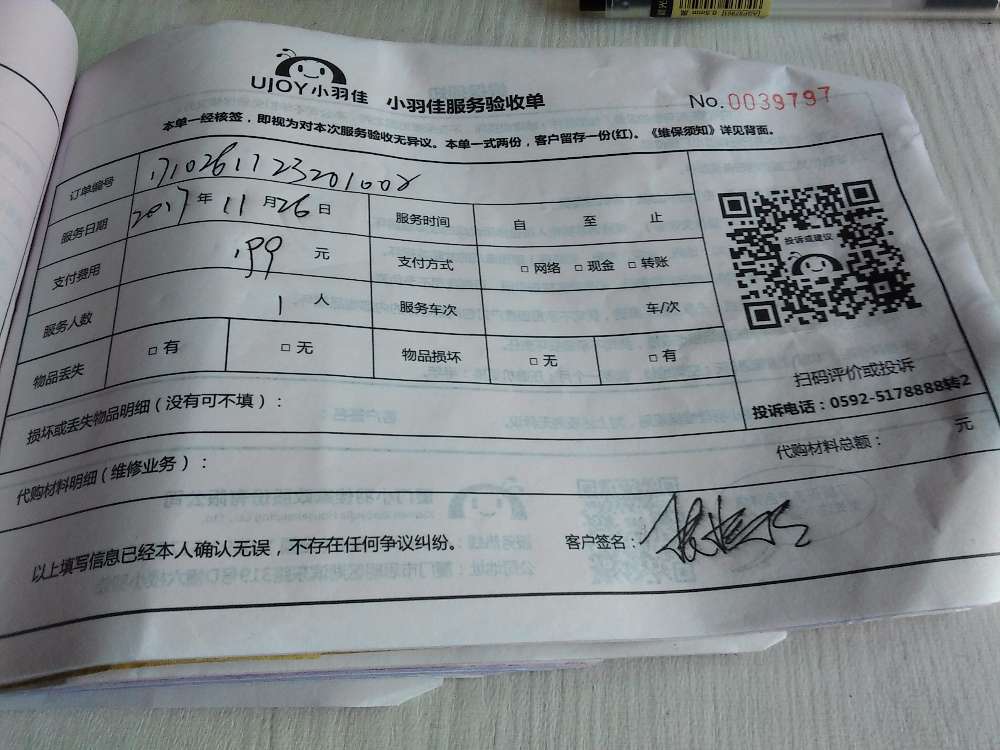 UJOY小羽佳 小羽佳服务验收单 No.0039797
本单一经核签，即视为对本次服务验收无异议。本单一式两份，客户留存一份(红)。《维保须知》详见背面。
订单编号 1710261123201002
服务日期 2017年11月26日 服务时间 自 至 止
支付费用 199 元 支付方式 □ 网络 □ 现金 □ 转账
服务人数 1 人 服务车次 车/次
物品丢失 □ 有 □ 无 物品损坏 □ 无 □ 有
投诉或建议
扫码评价或投诉
投诉电话：0592-5178888转2
损坏或丢失物品明细（没有可不填）：
代购材料明细（维修业务）： 代购材料总额： 元
以上填写信息已经本人确认无误，不存在任何争议纠纷。 客户签名：